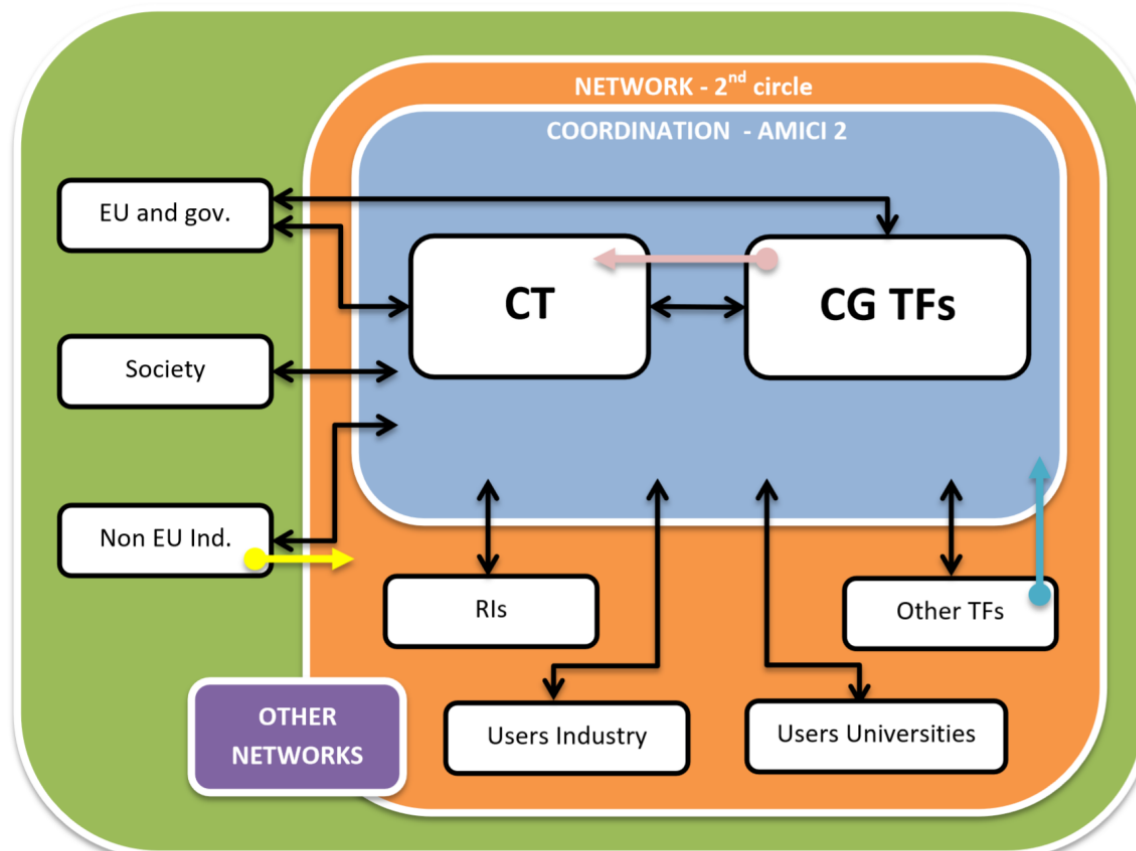 NETWORK - 2nd circle
COORDINATION - AMICI 2
EU and gov.
CT
CG TFs
Society
Non EU Ind.
RIs
Other TFs
OTHER
NETWORKS
Users Industry
Users Universities